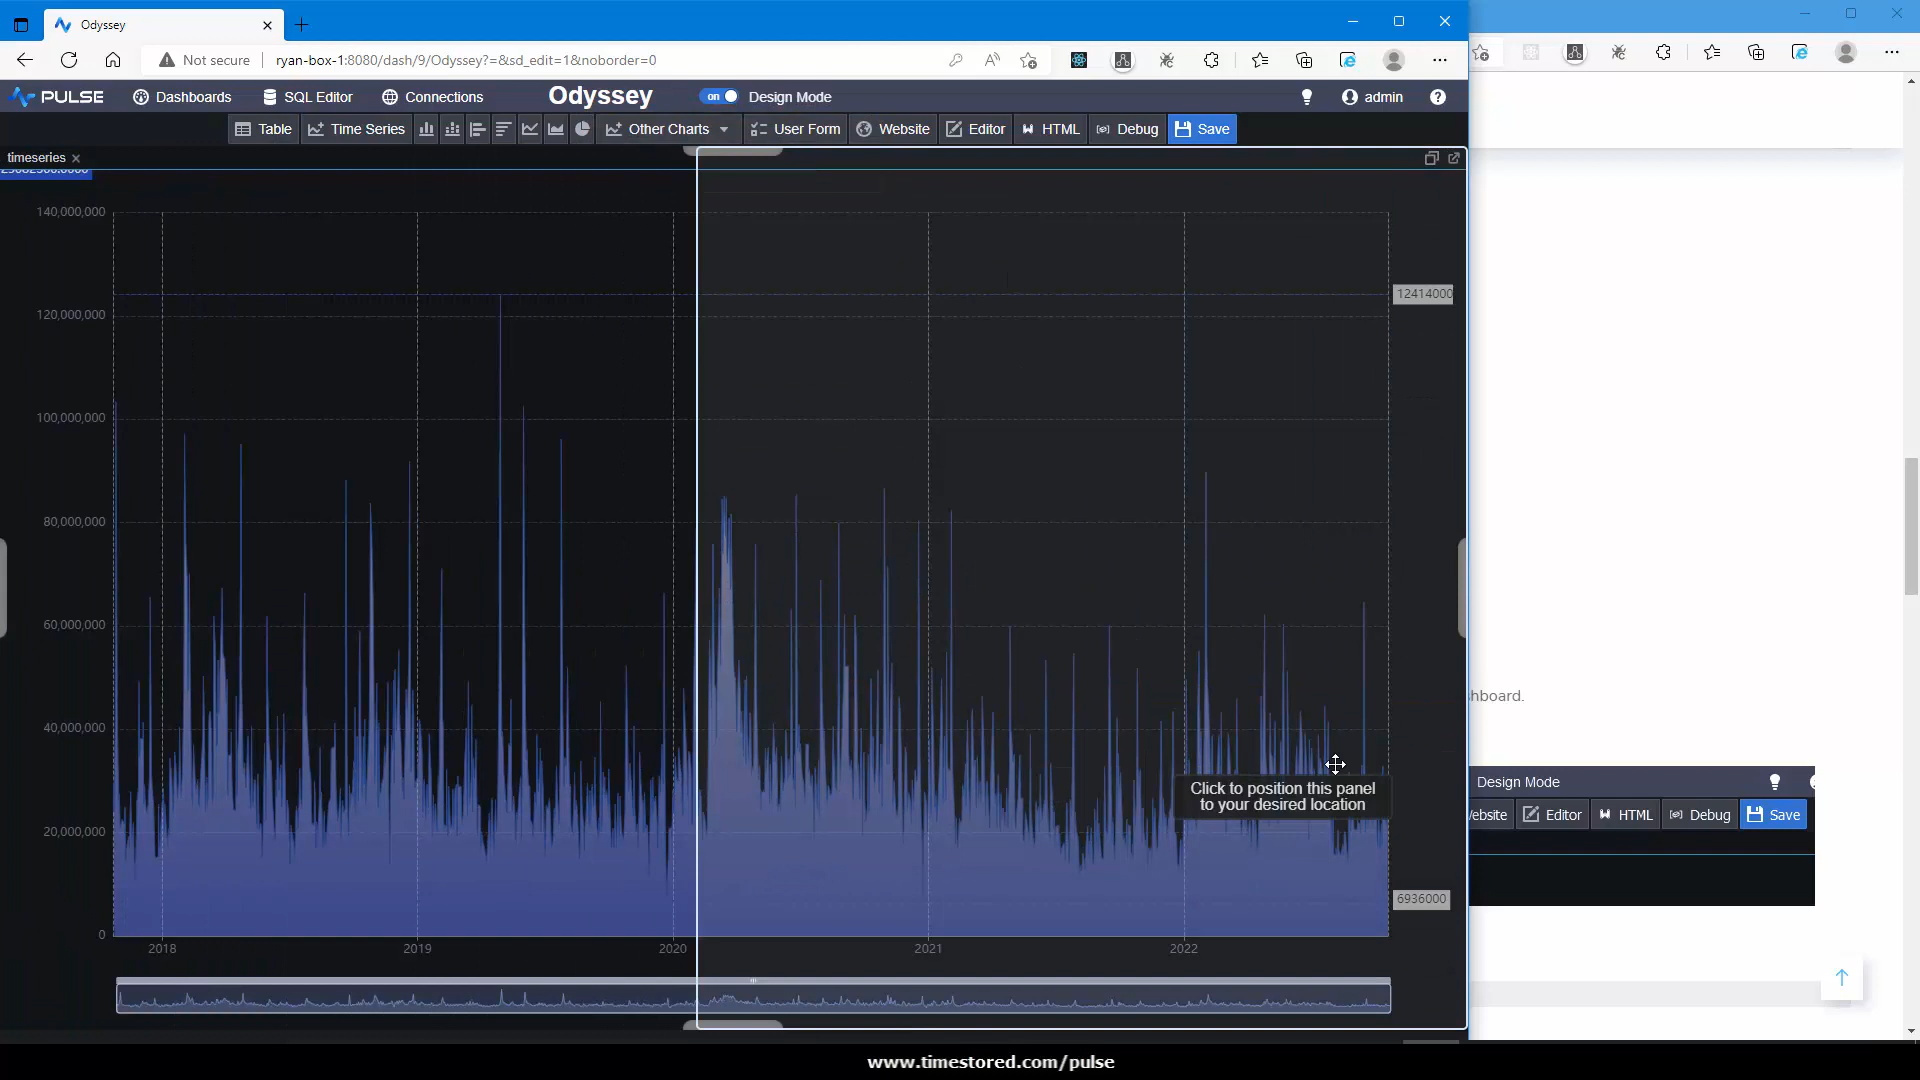 Odyssey
Not secure
ryan-box-1:8080/dash/9/Odyssey?=&sd_edit=1&noborder=0
PULSE
Dashboards
SQL Editor
Connections
Odyssey
on
Design Mode
admin
Table
Time Series
Other Charts
User Form
Website
Editor
HTML
Debug
Save
timeseries
140,000,000
12414000
120,000,000
100,000,000
80,000,000
60,000,000
40,000,000
20,000,000
0
6936000
2018
2019
2020
2021
2022
Click to position this panel
to your desired location
shboard.
Design Mode
ebsite
Editor
HTML
Debug
Save
www.timestored.com/pulse